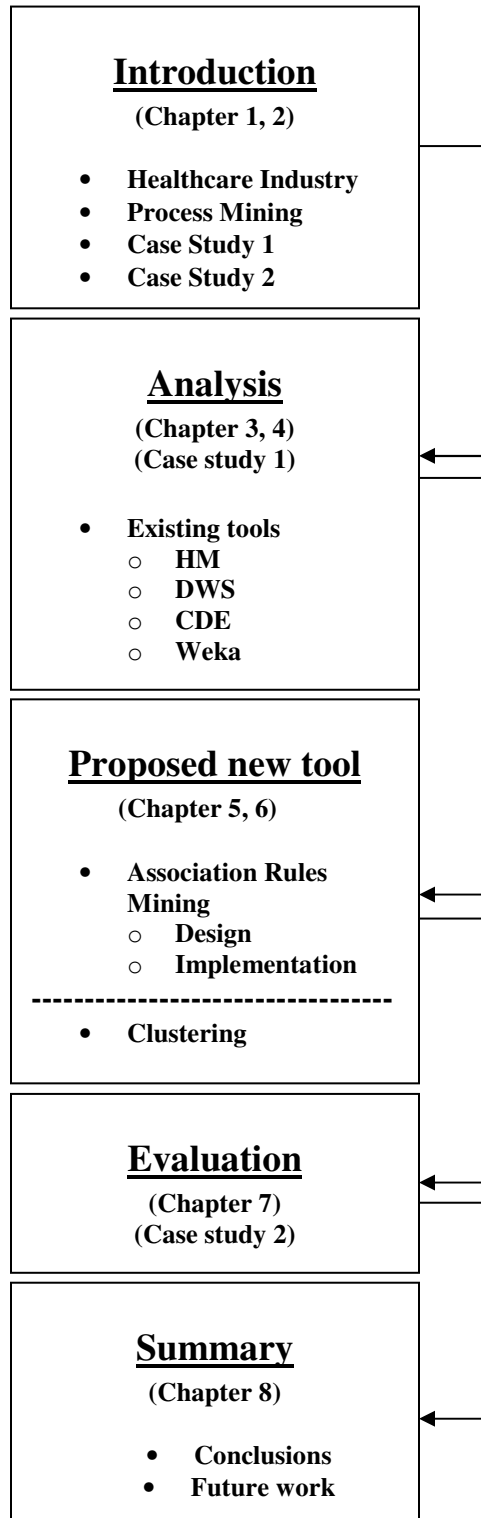 Introduction
(Chapter 1, 2)
• Healthcare Industry
• Process Mining
• Case Study 1
• Case Study 2
Analysis
(Chapter 3, 4)
(Case study 1)
• Existing tools
o HM
o DWS
o CDE
o Weka
Proposed new tool
(Chapter 5, 6)
• Association Rules
Mining
o Design
o Implementation
• Clustering
Evaluation
(Chapter 7)
(Case study 2)
Summary
(Chapter 8)
• Conclusions
• Future work